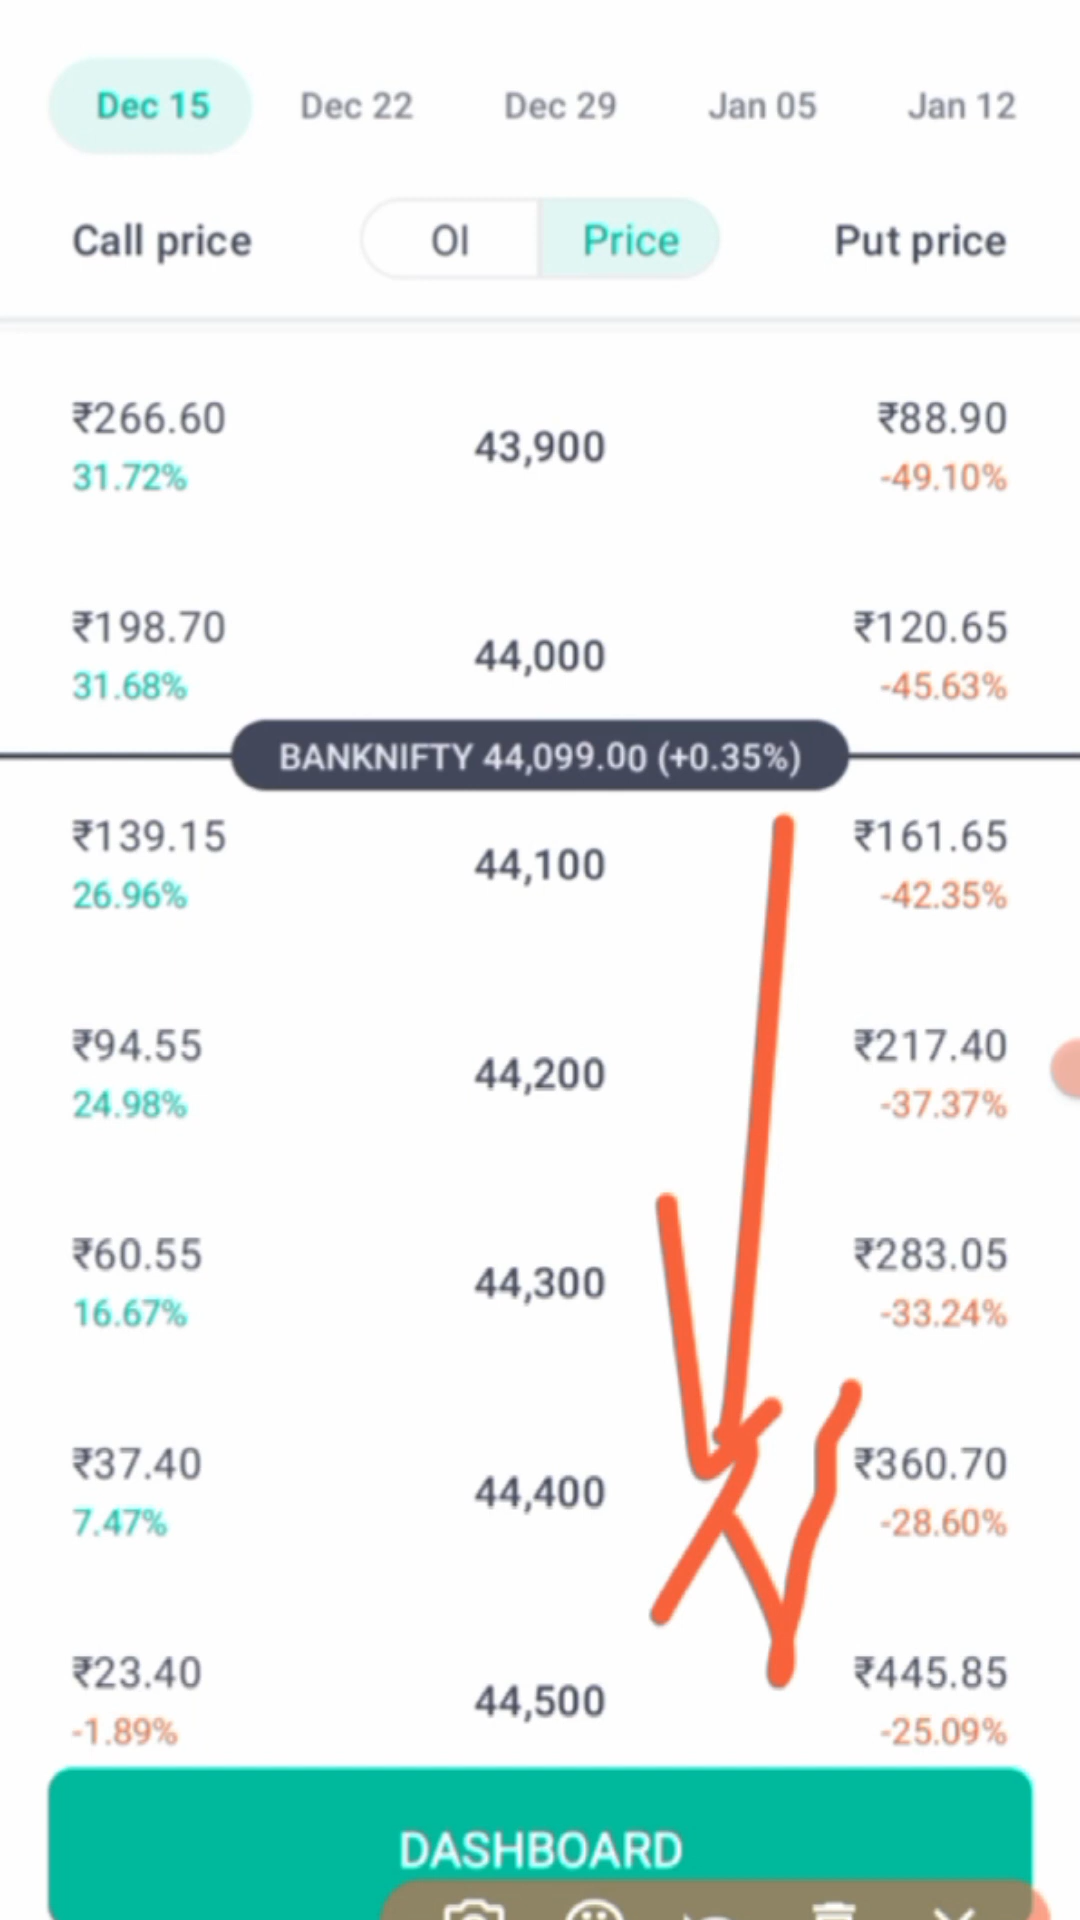 Dec 15 Dec 22 Dec 29 Jan 05 Jan 12
Call price OI Price Put price
₹266.60 43,900 ₹88.90
31.72% -49.10%
₹198.70 44,000 ₹120.65
31.68% -45.63%
BANKNIFTY 44,099.00 (+0.35%)
₹139.15 44,100 ₹161.65
26.96% -42.35%
₹94.55 44,200 ₹217.40
24.98% -37.37%
₹60.55 44,300 ₹283.05
16.67% -33.24%
₹37.40 44,400 ₹360.70
7.47% -28.60%
₹23.40 44,500 ₹445.85
-1.89% -25.09%
DASHBOARD